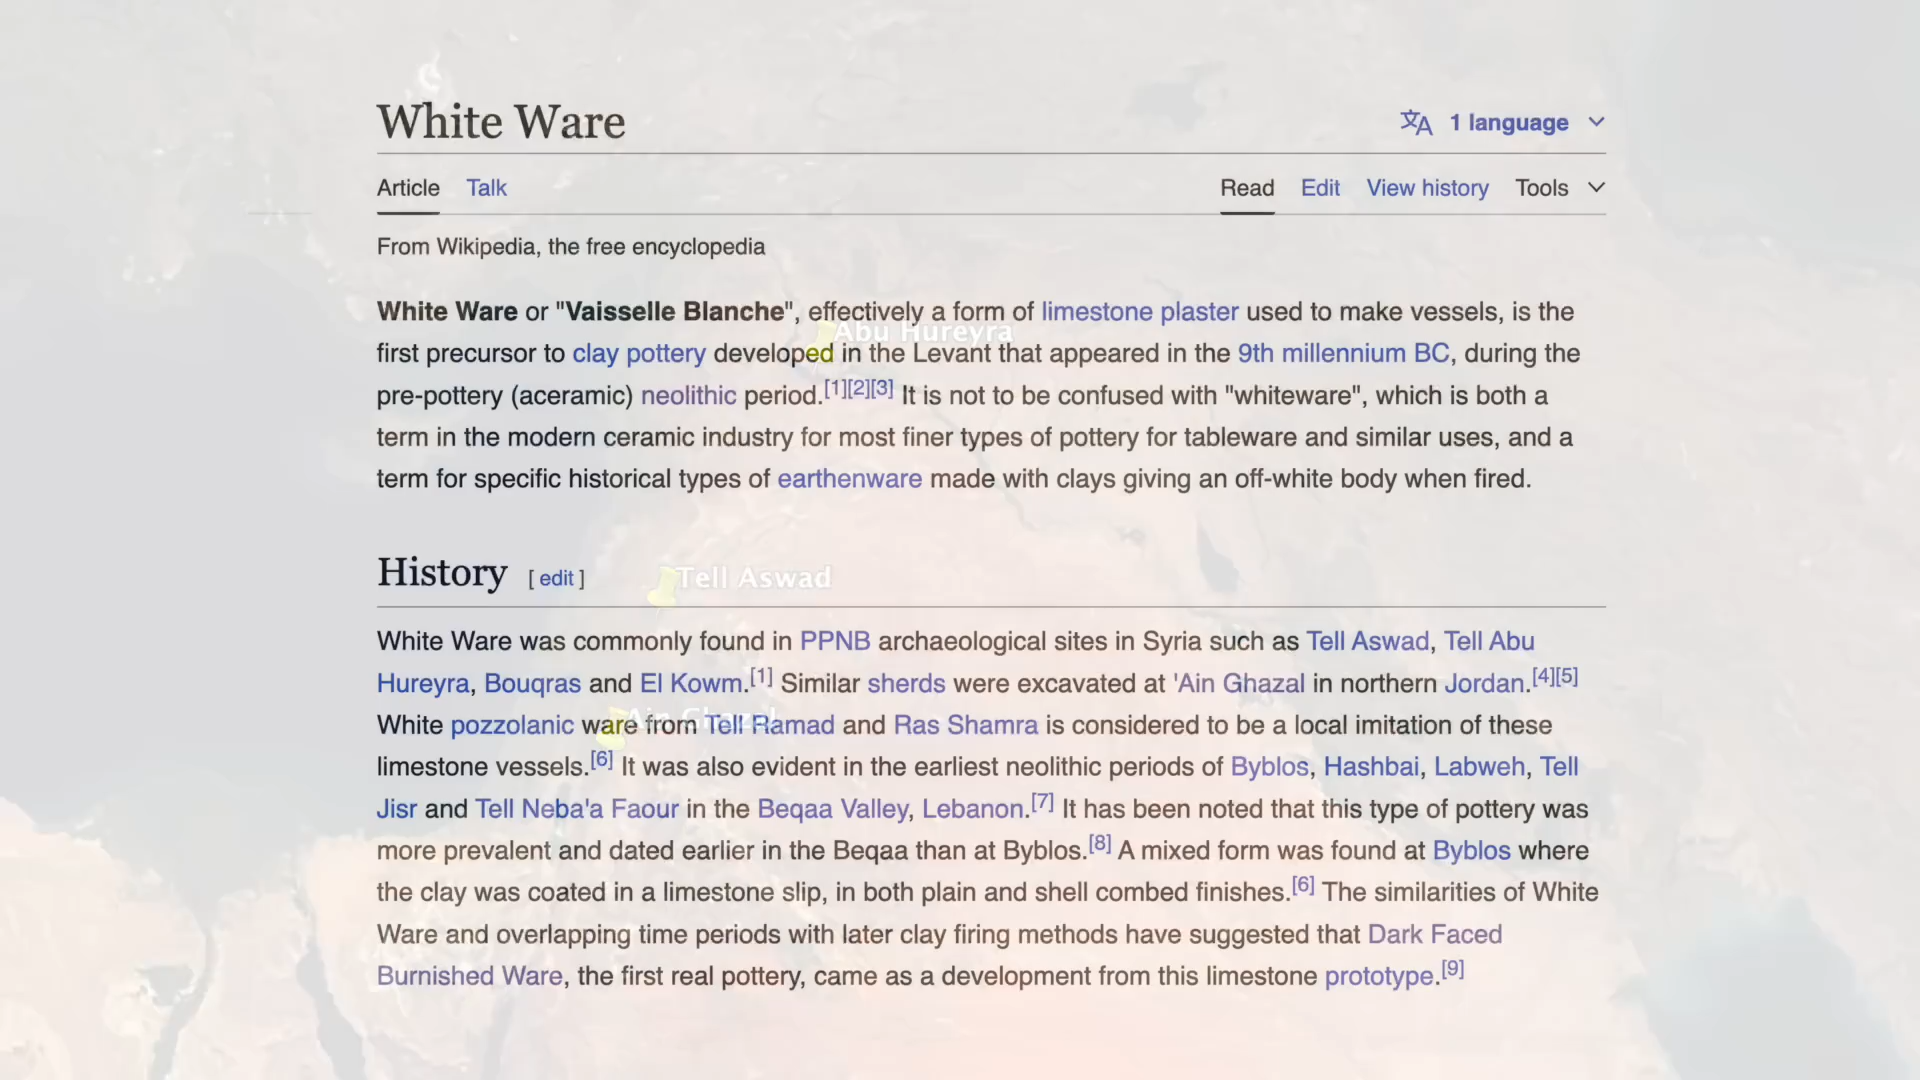 White Ware
1 language
Article Talk Read Edit View history Tools
From Wikipedia, the free encyclopedia
White Ware or "Vaisselle Blanche", effectively a form of limestone plaster used to make vessels, is the
Abu Hureyra
first precursor to clay pottery developed in the Levant that appeared in the 9th millennium BC, during the
pre-pottery (aceramic) neolithic period.[1][2][3] It is not to be confused with "whiteware", which is both a
term in the modern ceramic industry for most finer types of pottery for tableware and similar uses, and a
term for specific historical types of earthenware made with clays giving an off-white body when fired.
History [ edit ]
Tell Aswad
White Ware was commonly found in PPNB archaeological sites in Syria such as Tell Aswad, Tell Abu
Hureyra, Bouqras and El Kowm.[1] Similar sherds were excavated at 'Ain Ghazal in northern Jordan.[4][5]
Ain Ghazal
White pozzolanic ware from Tell Ramad and Ras Shamra is considered to be a local imitation of these
limestone vessels.[6] It was also evident in the earliest neolithic periods of Byblos, Hashbai, Labweh, Tell
Jisr and Tell Neba'a Faour in the Beqaa Valley, Lebanon.[7] It has been noted that this type of pottery was
more prevalent and dated earlier in the Beqaa than at Byblos.[8] A mixed form was found at Byblos where
the clay was coated in a limestone slip, in both plain and shell combed finishes.[6] The similarities of White
Ware and overlapping time periods with later clay firing methods have suggested that Dark Faced
Burnished Ware, the first real pottery, came as a development from this limestone prototype.[9]